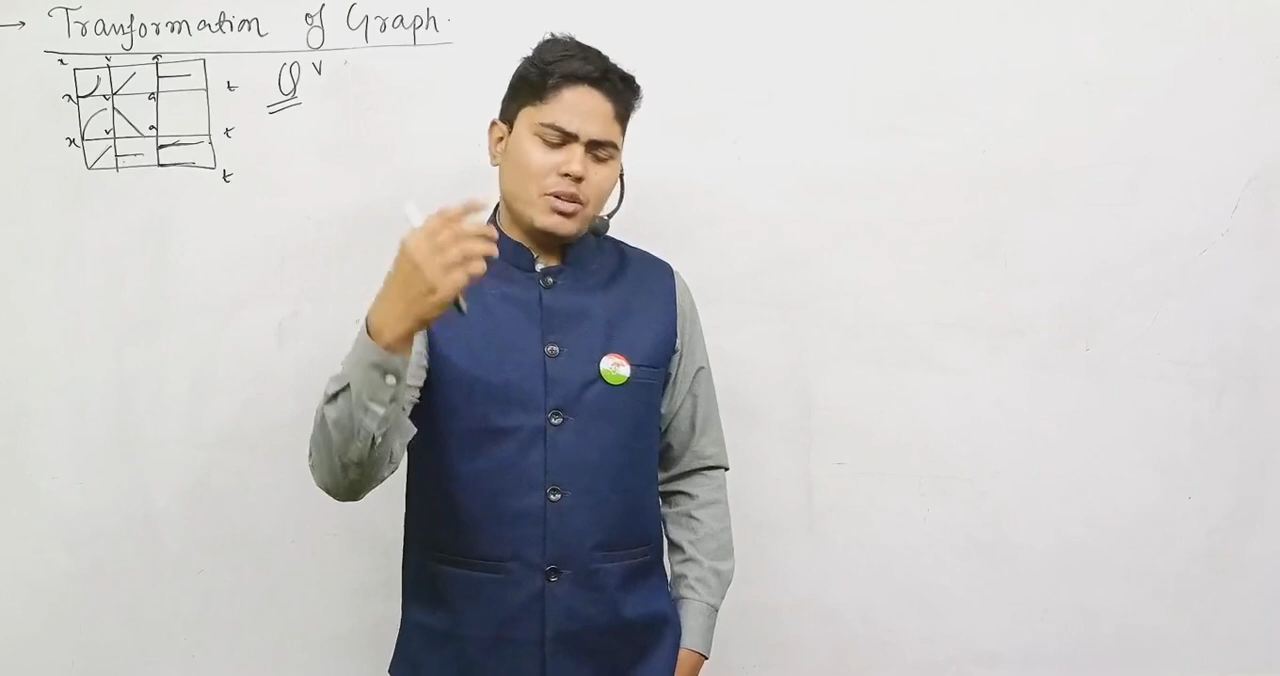 → Tranformation of Graph.
x v a
x v a t
x v a t
t
Q v